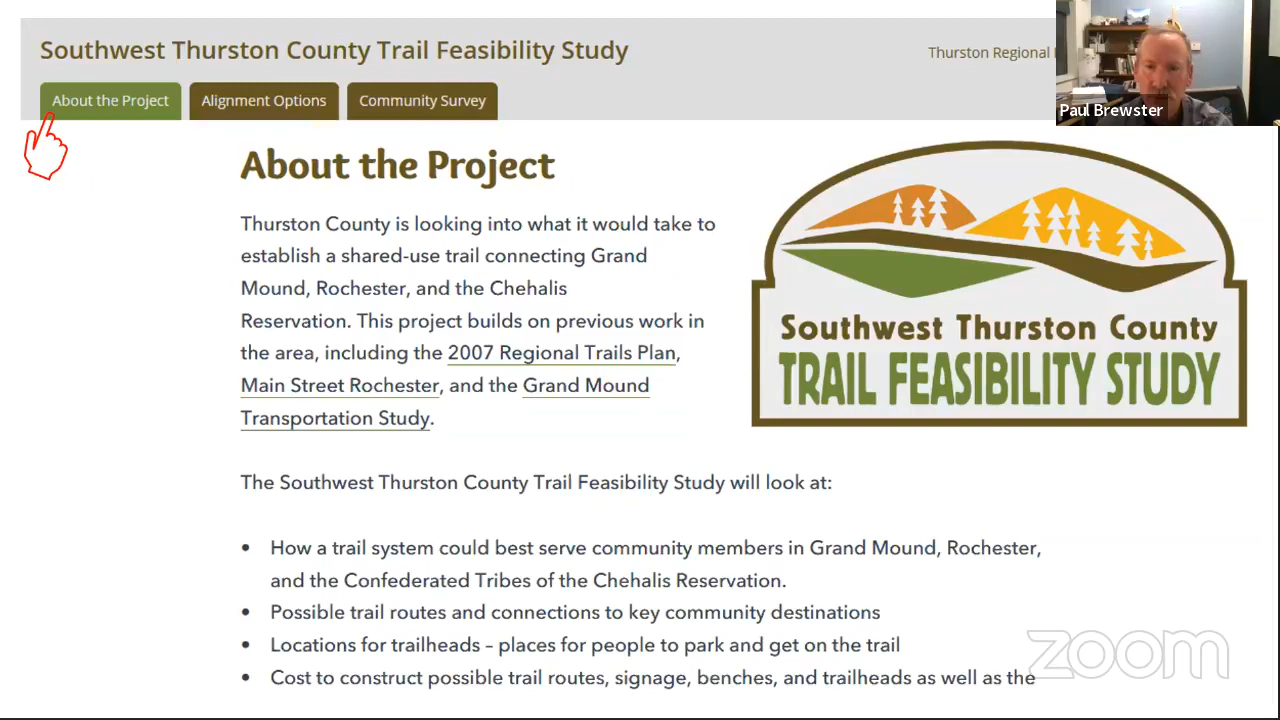 Southwest Thurston County Trail Feasibility Study
Thurston Regional
Paul Brewster
About the Project
Alignment Options
Community Survey
About the Project
Thurston County is looking into what it would take to
establish a shared-use trail connecting Grand
Mound, Rochester, and the Chehalis
Reservation. This project builds on previous work in
the area, including the 2007 Regional Trails Plan,
Main Street Rochester, and the Grand Mound
Transportation Study.
Southwest Thurston County
TRAIL FEASIBILITY STUDY
The Southwest Thurston County Trail Feasibility Study will look at:
• How a trail system could best serve community members in Grand Mound, Rochester,
and the Confederated Tribes of the Chehalis Reservation.
• Possible trail routes and connections to key community destinations
• Locations for trailheads – places for people to park and get on the trail
• Cost to construct possible trail routes, signage, benches, and trailheads as well as the
zoom